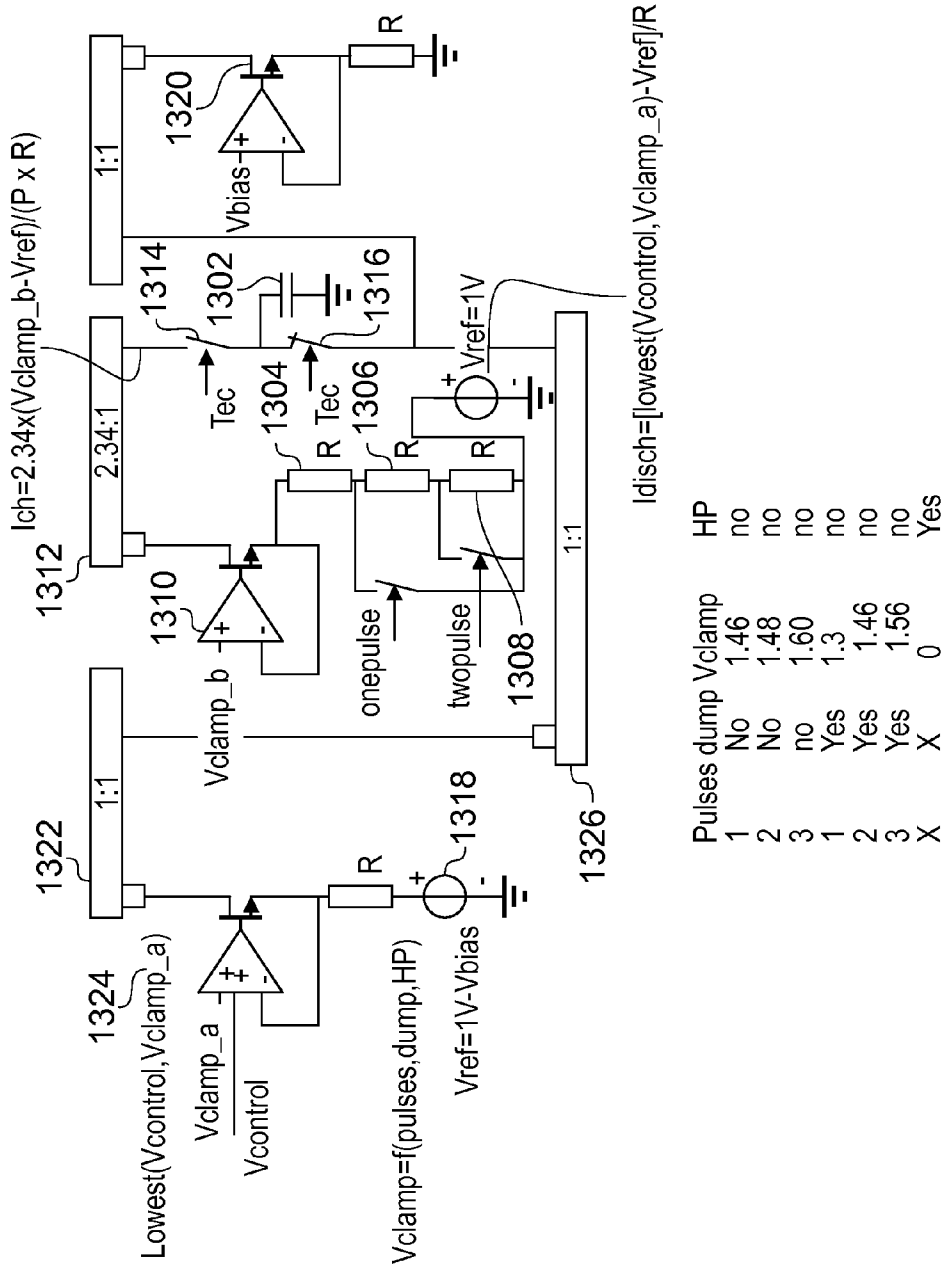 Ich=2.34x(Vclamp_b-Vref)/(P x R)
1322
1:1
1312
2.34:1
1:1
1324
Lowest(Vcontrol,Vclamp_a)
Vclamp_a
Vcontrol
+
+
-
R
Vclamp=f(pulses,dump,HP)
Vref=1V-Vbias
+
-
1318
1310
Vclamp_b
+
-
onepulse
twopulse
1304
R
1306
R
1308
R
1314
Tec
1302
Tec
1316
Vref=1V
+
-
1320
Vbias
+
-
R
1326
1:1
Idisch=[lowest(Vcontrol,Vclamp_a)-Vref]/R
Pulses dump Vclamp HP
1 No 1.46 no
2 No 1.48 no
3 no 1.60 no
1 Yes 1.3 no
2 Yes 1.46 no
3 Yes 1.56 no
X X 0 Yes